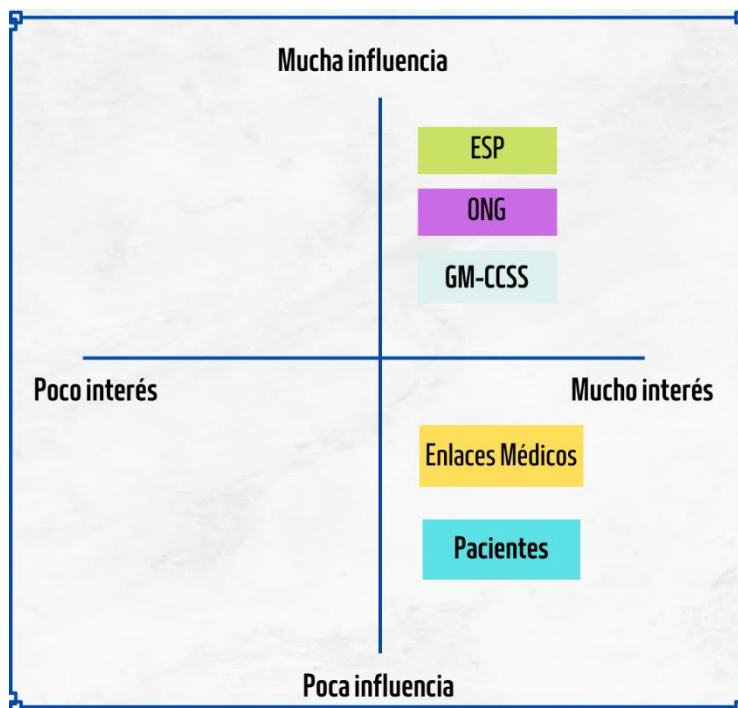 Mucha influencia
ESP
ONG
GM-CCSS
Poco interés
Mucho interés
Enlaces Médicos
Pacientes
Poca influencia